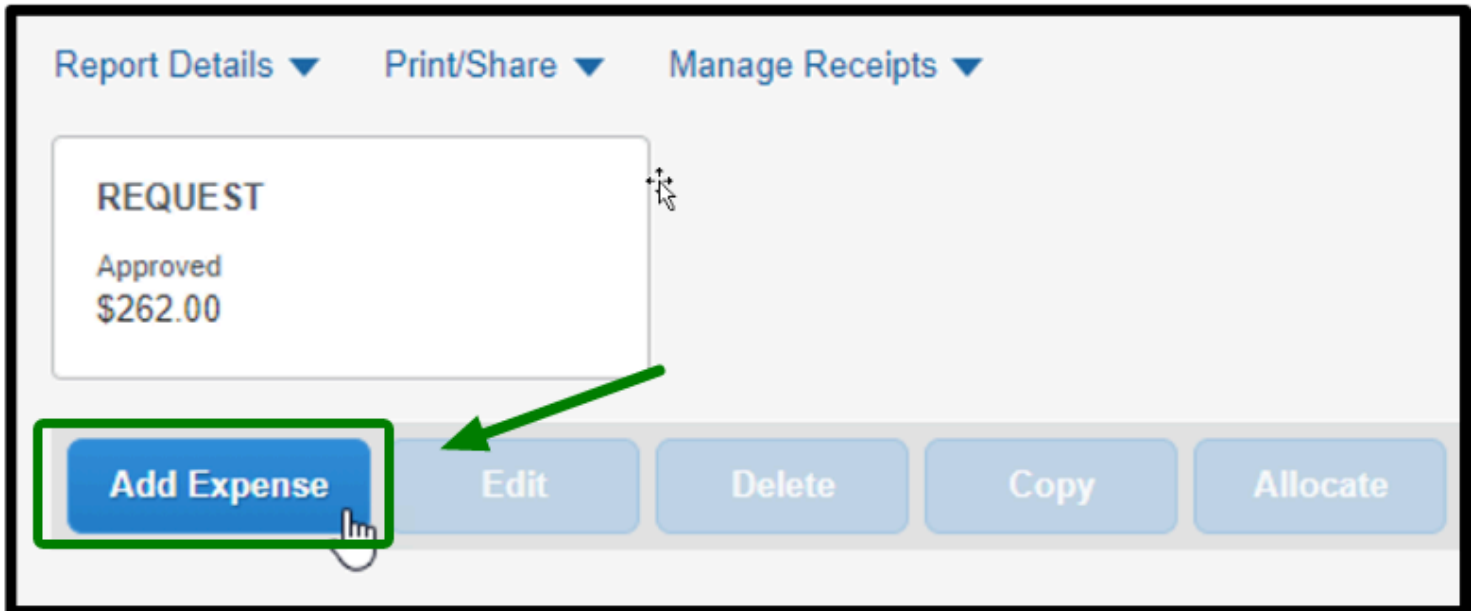 Report Details Print/Share Manage Receipts
REQUEST
Approved
$262.00
Add Expense Edit Delete Copy Allocate